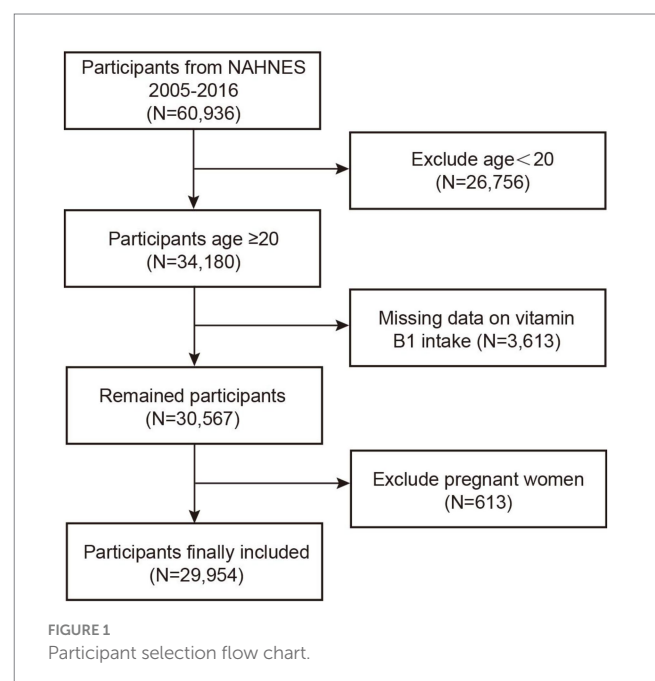 Participants from NAHNES
2005-2016
(N=60,936)
Exclude age<20
(N=26,756)
Participants age ≥20
(N=34,180)
Missing data on vitamin
B1 intake (N=3,613)
Remained participants
(N=30,567)
Exclude pregnant women
(N=613)
Participants finally included
(N=29,954)
FIGURE 1
Participant selection flow chart.